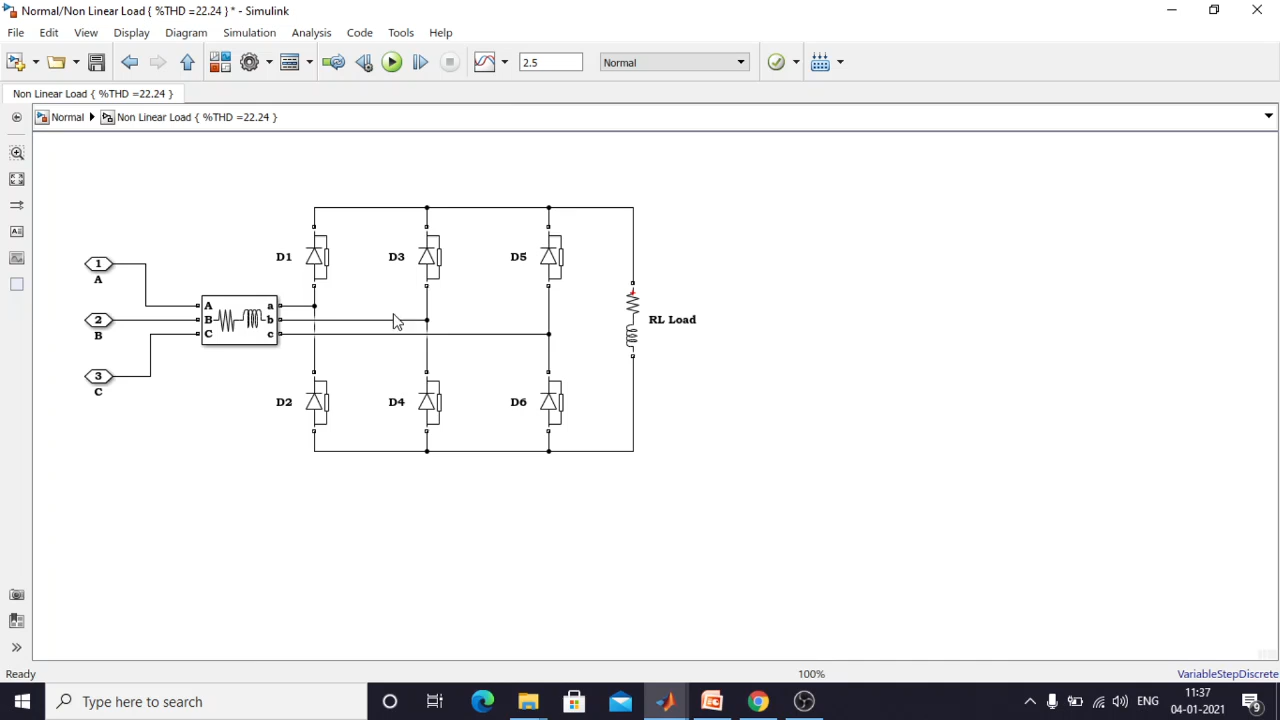 Normal/Non Linear Load { %THD =22.24 } * - Simulink
File Edit View Display Diagram Simulation Analysis Code Tools Help
2.5 Normal
Non Linear Load { %THD =22.24 }
Normal Non Linear Load { %THD =22.24 }
D1 D3 D5
1
A
A a
2 B b RL Load
B C c
3
C
D2 D4 D6
Ready 100% VariableStepDiscrete
Type here to search
ENG
11:37
04-01-2021
9